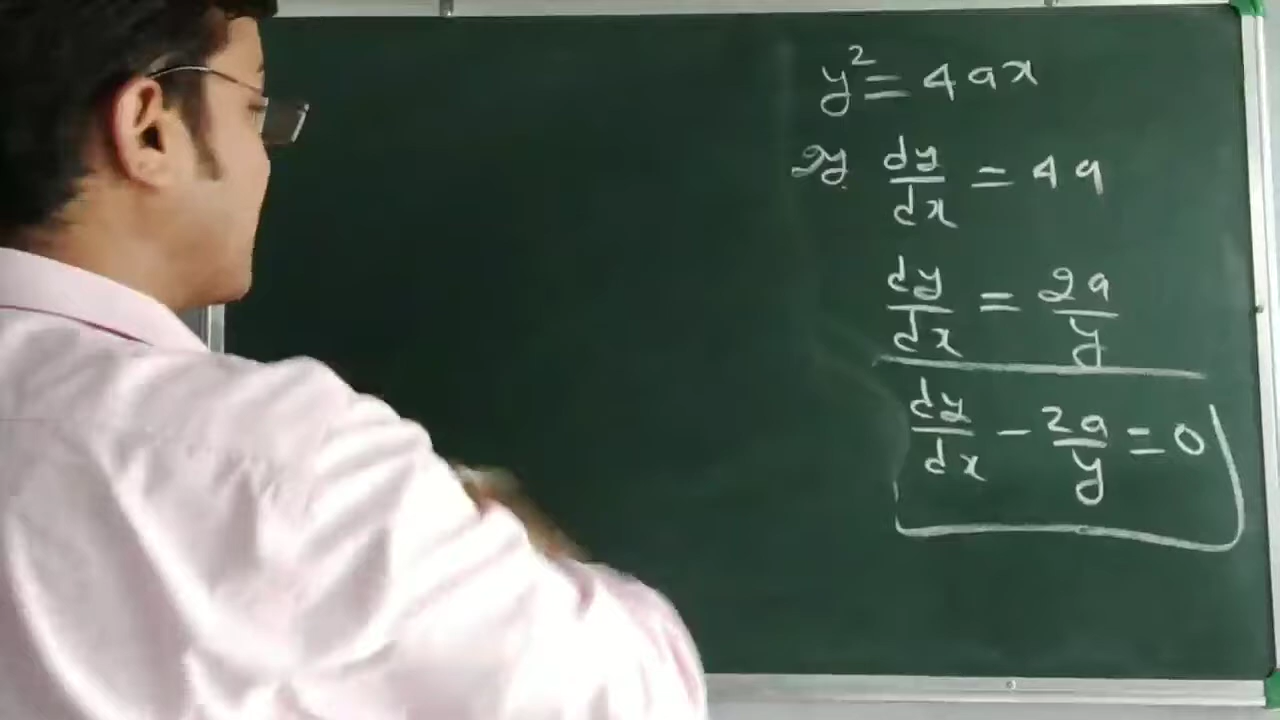 y² = 4ax
2y dy/dx = 4a
dy/dx = 2a/y
dy/dx - 2a/y = 0